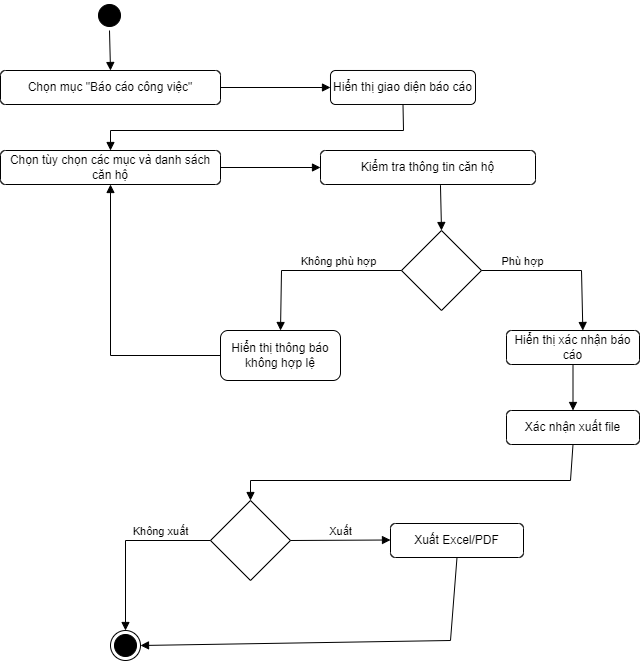 Chọn mục "Báo cáo công việc"
Hiển thị giao diện báo cáo
Chọn tùy chọn các mục và danh sách
căn hộ
Kiểm tra thông tin căn hộ
Không phù hợp
Phù hợp
Hiển thị thông báo
không hợp lệ
Hiển thị xác nhận báo
cáo
Xác nhận xuất file
Không xuất
Xuất
Xuất Excel/PDF